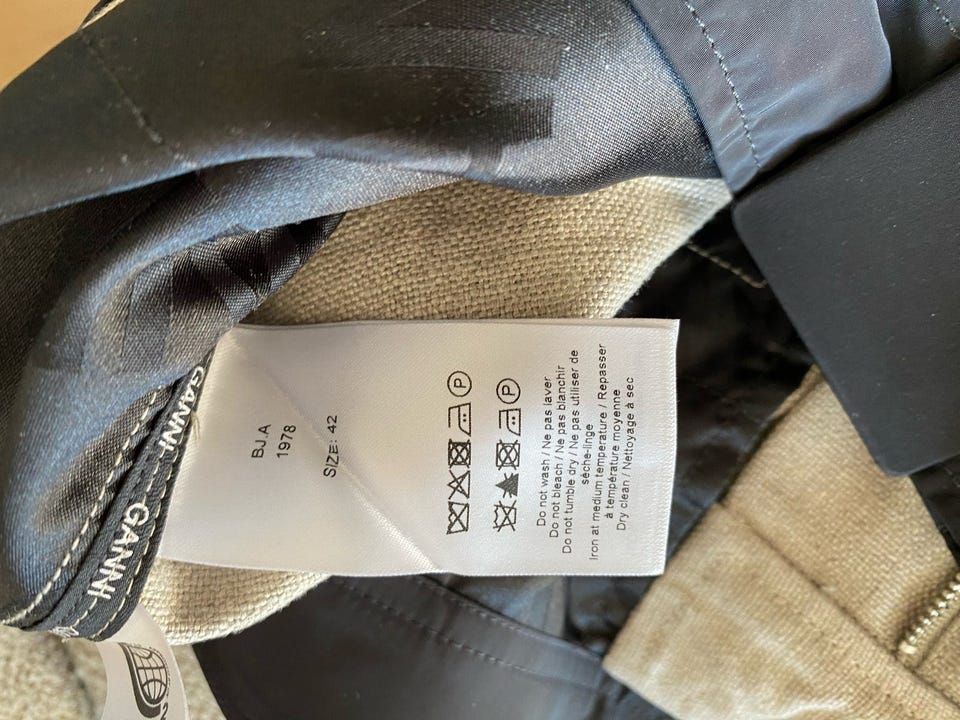 GANNI GANNI
BJ.A
1978
SIZE: 42
P
P
Do not wash / Ne pas laver
Do not bleach / Ne pas blanchir
Do not tumble dry / Ne pas utiliser de
sèche-linge
Iron at medium temperature / Repasser
à température moyenne
Dry clean / Nettoyage à sec